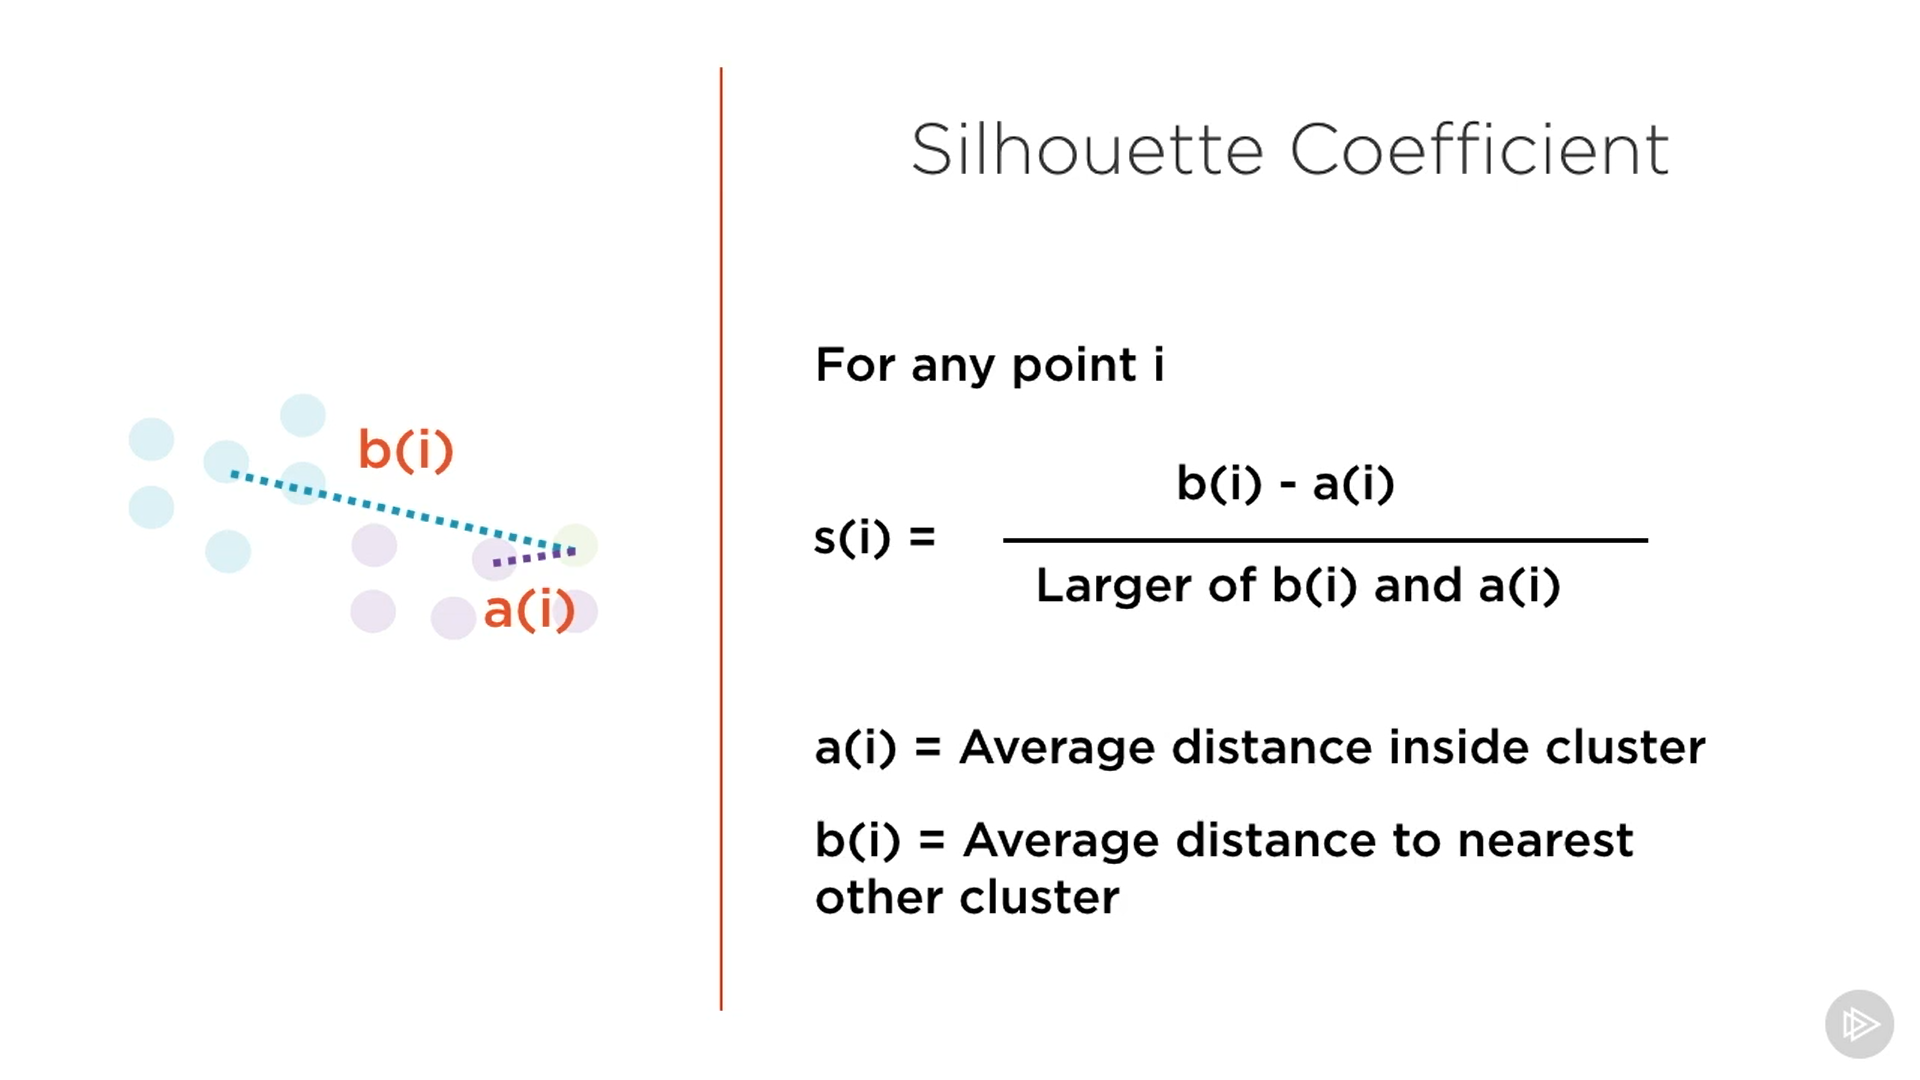 Silhouette Coefficient
For any point i
b(i) - a(i)
s(i) =
Larger of b(i) and a(i)
a(i) = Average distance inside cluster
b(i) = Average distance to nearest
other cluster
b(i)
a(i)